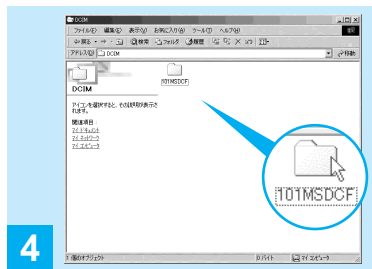 DCIM
ファイル(F) 編集(E) 表示(V) お気に入り(A) ツール(T) ヘルプ(H)
戻る 検索 フォルダ 履歴
アドレス(D) DCIM 移動
DCIM
101MSDCF
アイコンを選択すると、その説明が表示さ
れます。
関連項目:
マイ ドキュメント
マイ ネットワーク
マイ コンピュータ
101MSDCF
4
1 個のオブジェクト 0 バイト マイ コンピュータ